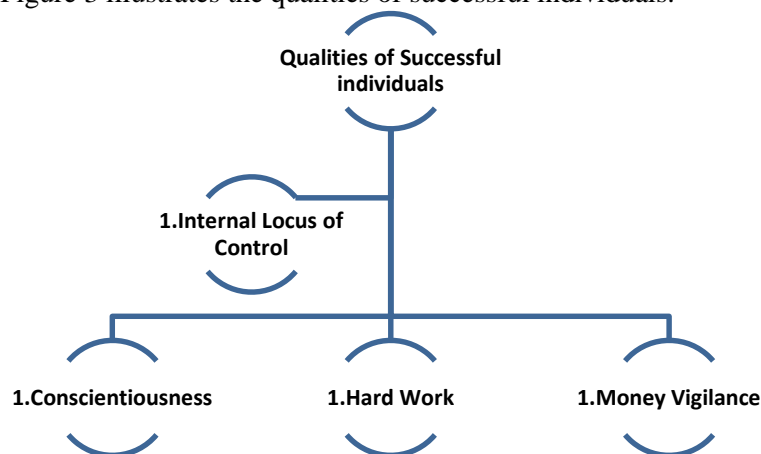 Figure 3 illustrates the qualities of successful individuals.
Qualities of Successful
individuals
1.Internal Locus of
Control
1.Conscientiousness
1.Hard Work
1.Money Vigilance